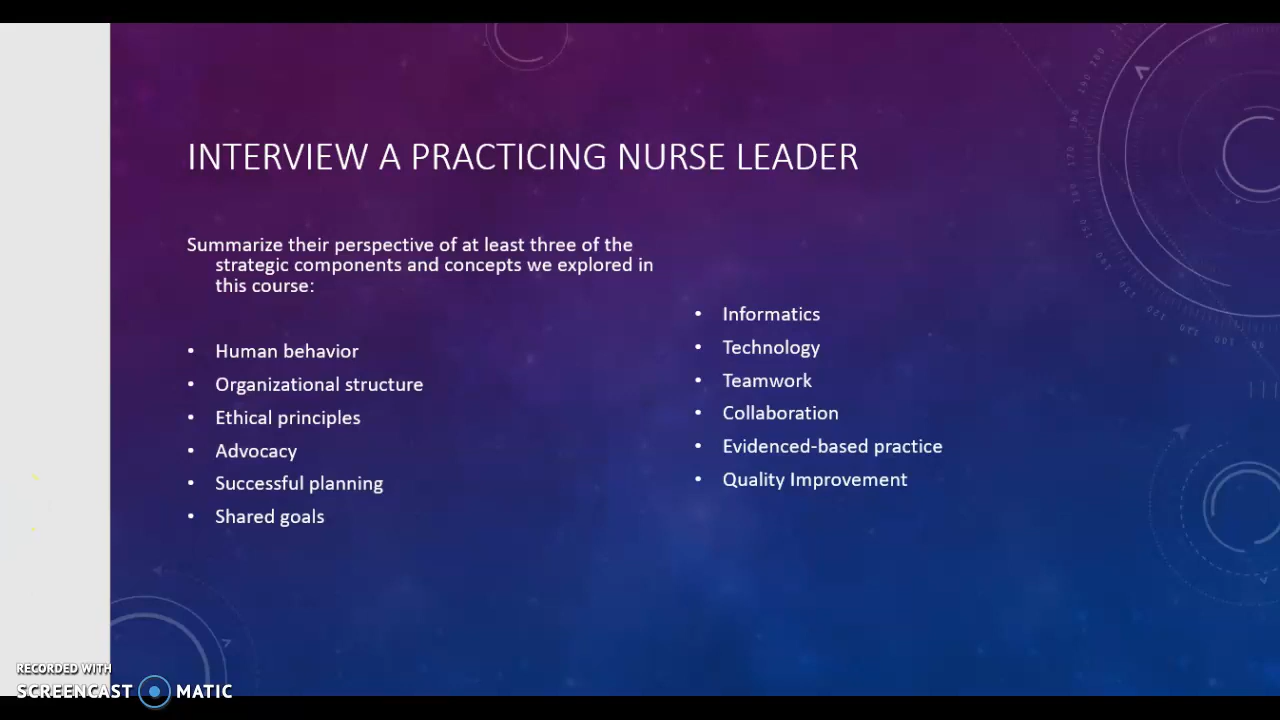 INTERVIEW A PRACTICING NURSE LEADER
Summarize their perspective of at least three of the
strategic components and concepts we explored in
this course:
• Human behavior
• Organizational structure
• Ethical principles
• Advocacy
• Successful planning
• Shared goals
• Informatics
• Technology
• Teamwork
• Collaboration
• Evidenced-based practice
• Quality Improvement
RECORDED WITH
SCREENCAST MATIC